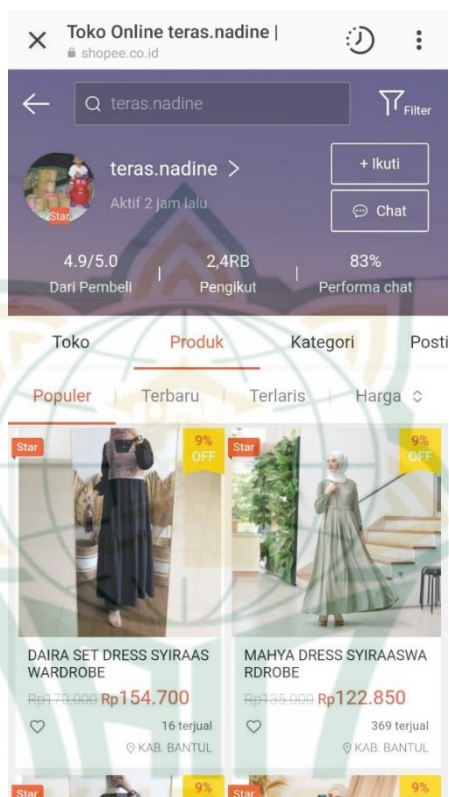 Toko Online teras.nadine |
shopee.co.id
teras.nadine
Filter
teras.nadine >
+ Ikuti
Aktif 2 jam lalu
Chat
Star
4.9/5.0 | 2,4RB | 83%
Dari Pembeli Pengikut Performa chat
Toko Produk Kategori Posti
Populer | Terbaru | Terlaris | Harga
Star 9% OFF
Star 9% OFF
DAIRA SET DRESS SYIRAAS
WARDROBE
Rp170.000 Rp154.700
16 terjual
KAB. BANTUL
MAHYA DRESS SYIRAASWA
RDROBE
Rp135.000 Rp122.850
369 terjual
KAB. BANTUL
Star 9%
Star 9%